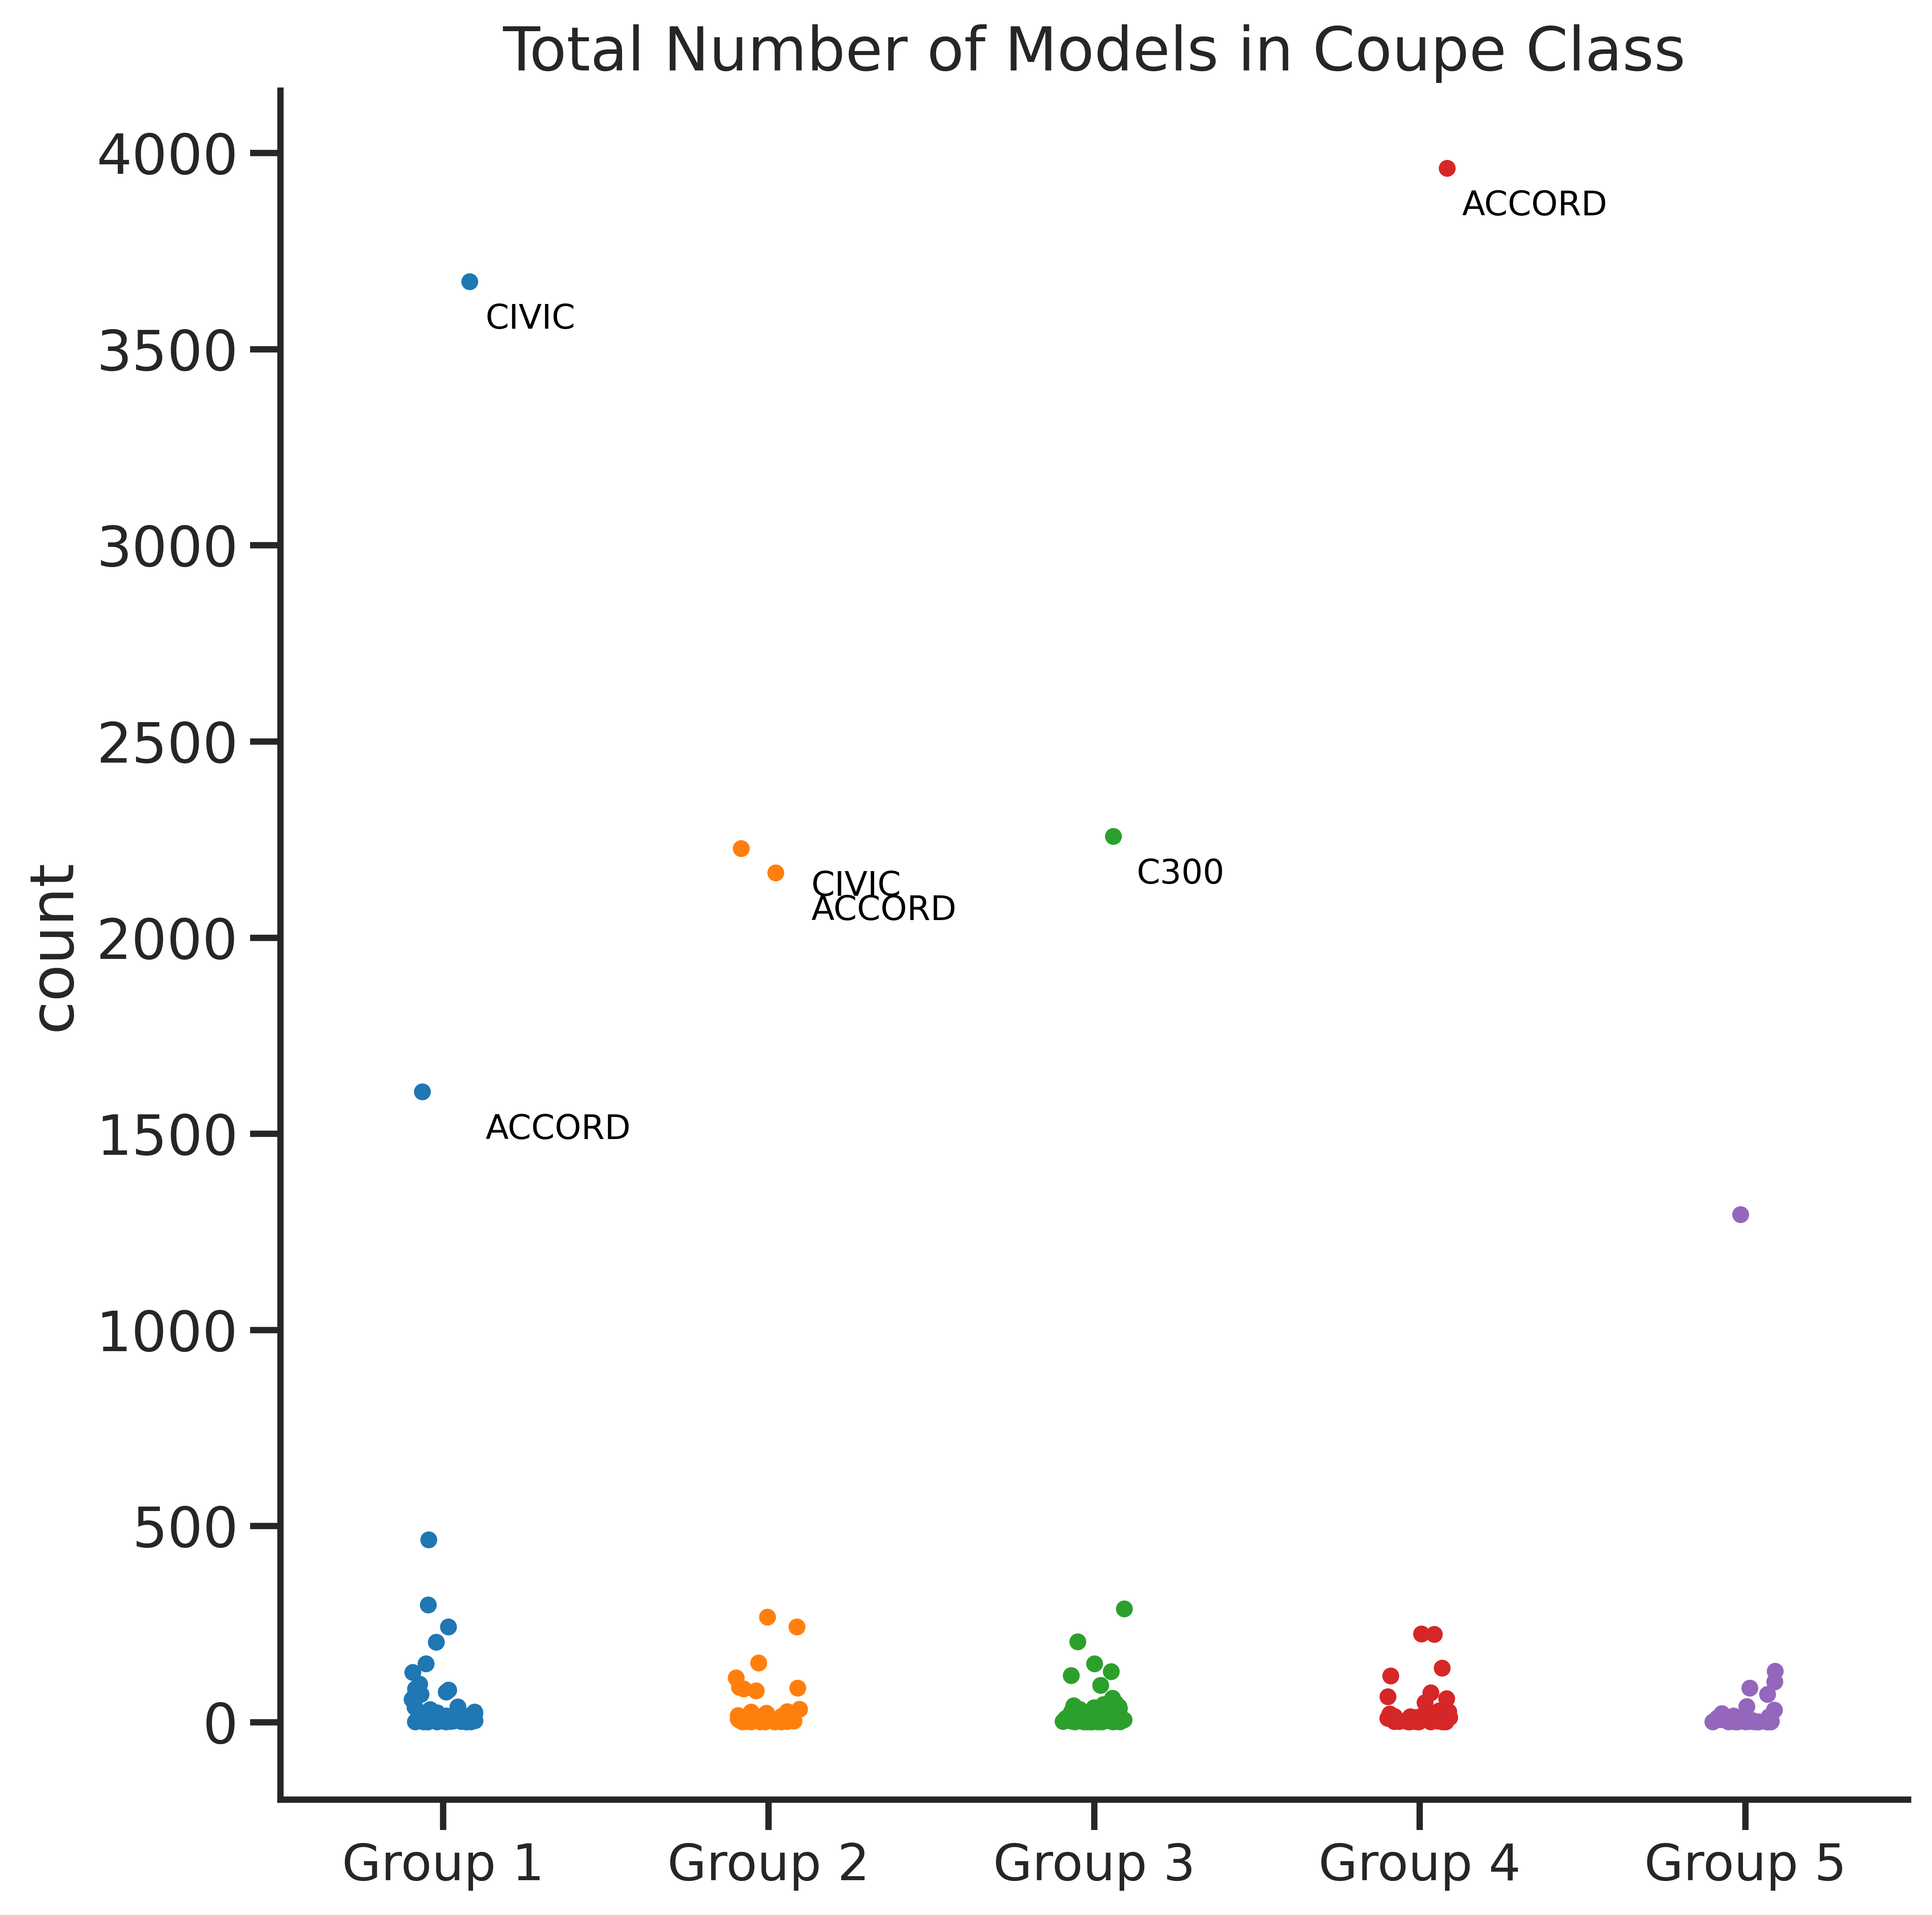 Total Number of Models in Coupe Class
4000
ACCORD
CIVIC
3500
3000
2500
C300
CIVIC
ACCORD
2000
count
1500
ACCORD
1000
500
0
Group 1
Group 2
Group 3
Group 4
Group 5